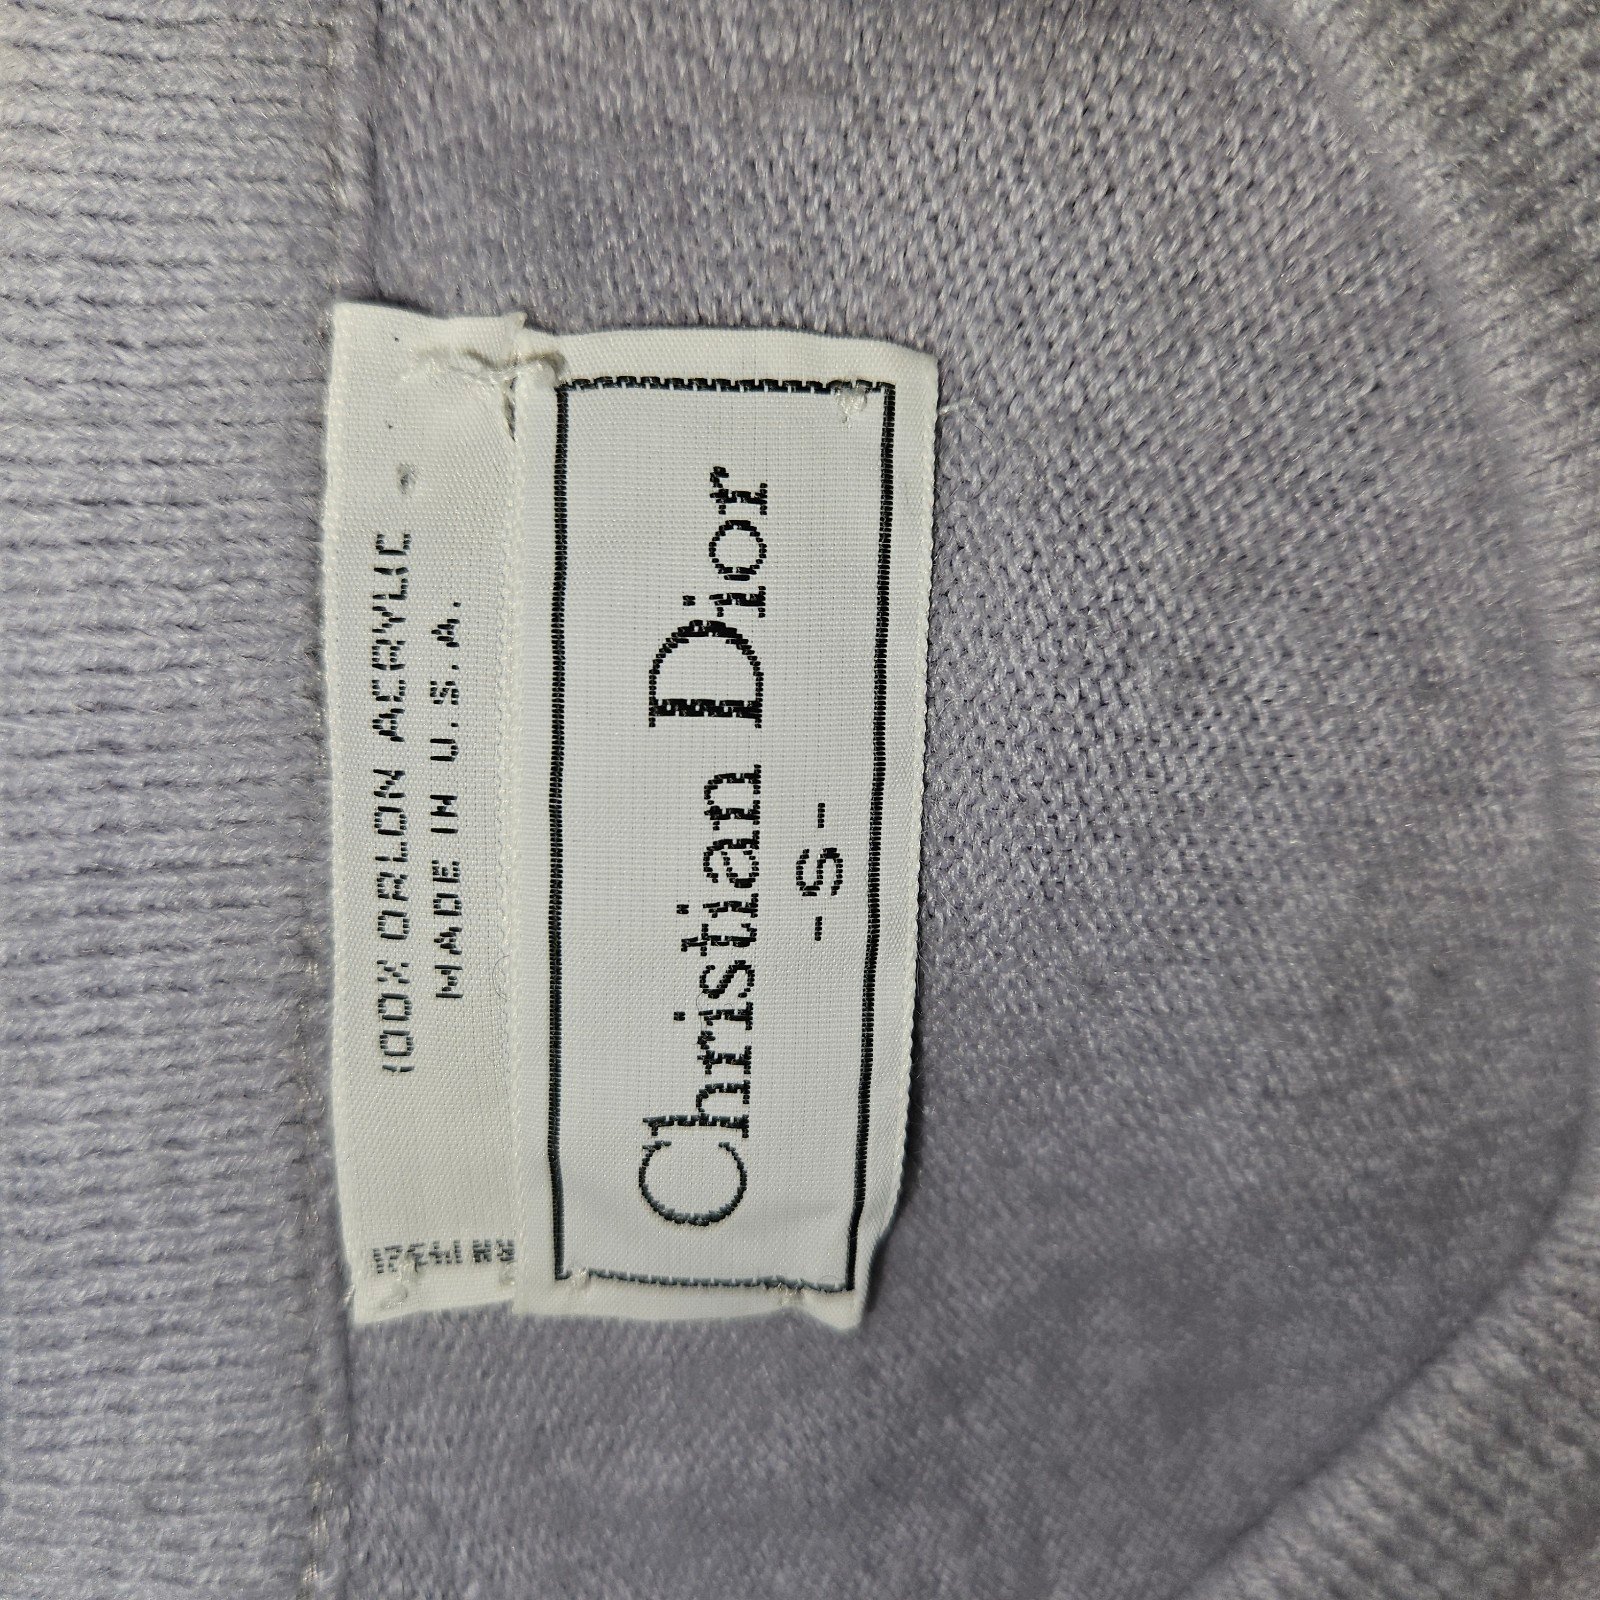 100% ORLON ACRYLIC
MADE IN U.S.A.
Christian Dior
-S-